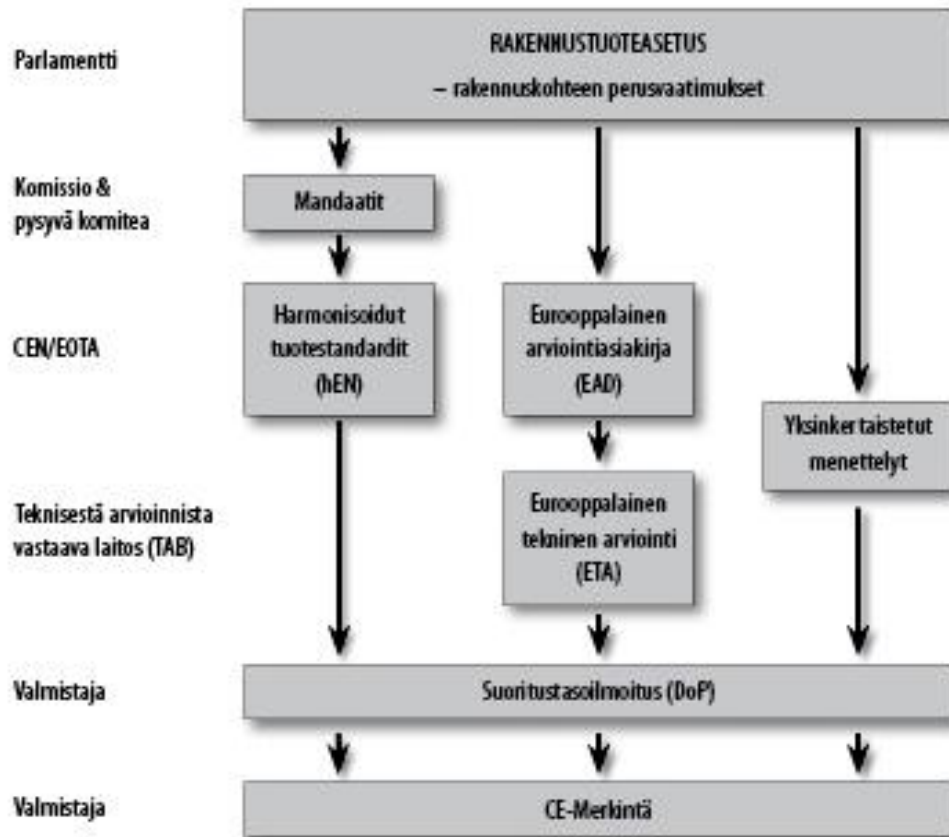 Parlamentti
RAKENNUSTUOTEASETUS
– rakennuskohteen perusvaatimukset
Komissio &
pysyvä komitea
Mandaatit
CEN/EOTA
Harmonisoidut
tuotestandardit
(hEN)
Eurooppalainen
arviointiasiakirja
(EAD)
Yksinkertaistetut
menettelyt
Teknisestä arvioinnista
vastaava laitos (TAB)
Eurooppalainen
tekninen arviointi
(ETA)
Valmistaja
Suoritustasoilmoitus (DoP)
Valmistaja
CE-Merkintä